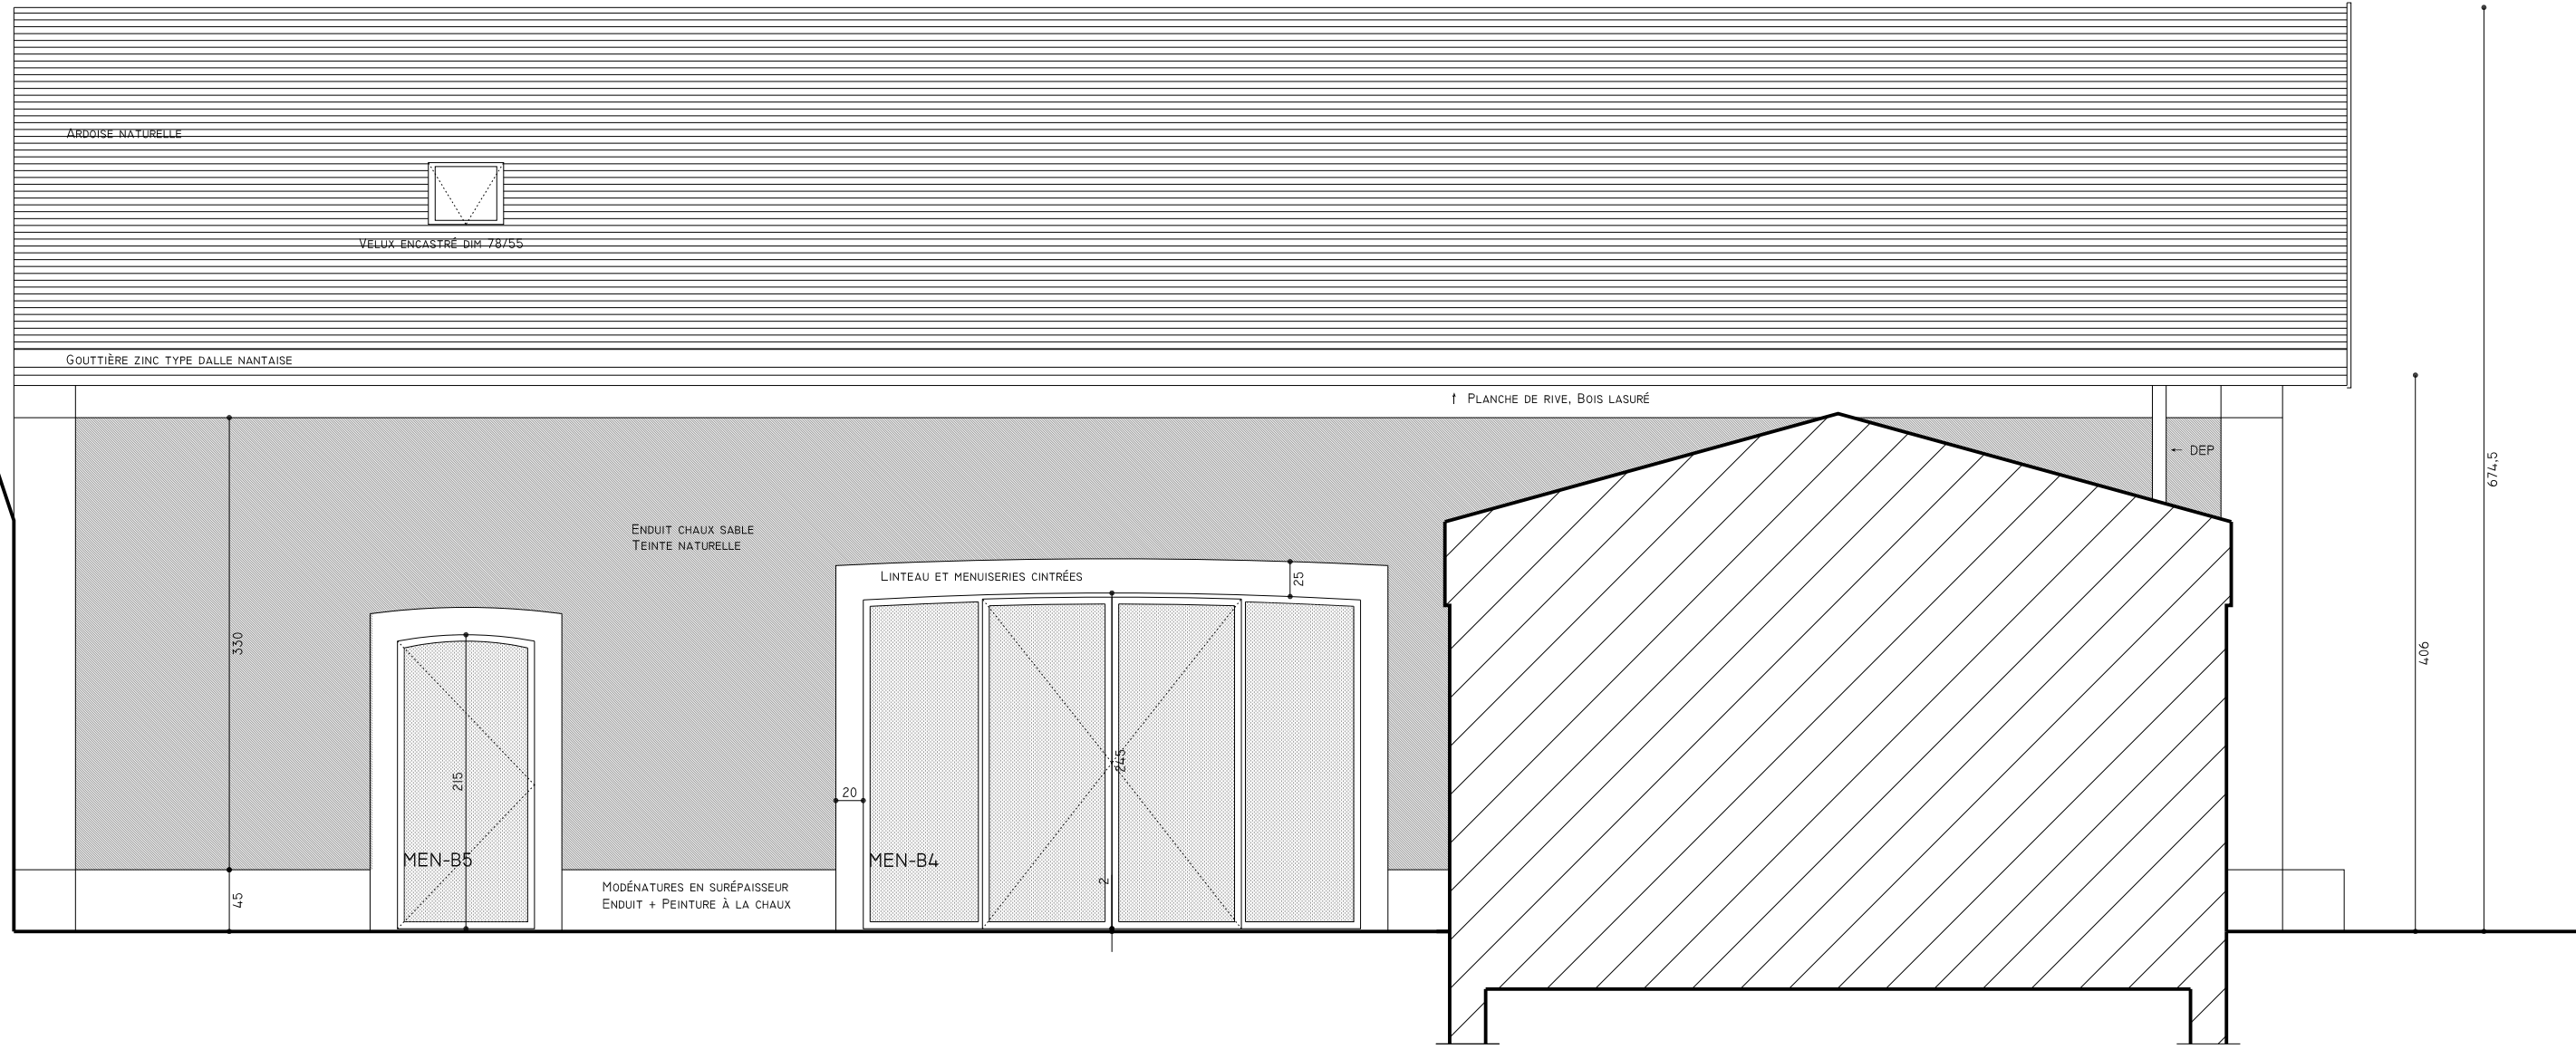 Ardoise naturelle
Velux encastré dim 78/55
Gouttière zinc type dalle nantaise
↑ Planche de rive, Bois lasuré
← DEP
674,5
Enduit chaux sable
Teinte naturelle
Linteau et menuiseries cintrées
25
330
406
215
245
20
MEN-B5
MEN-B4
2
Modénatures en surépaisseur
Enduit + Peinture à la chaux
45